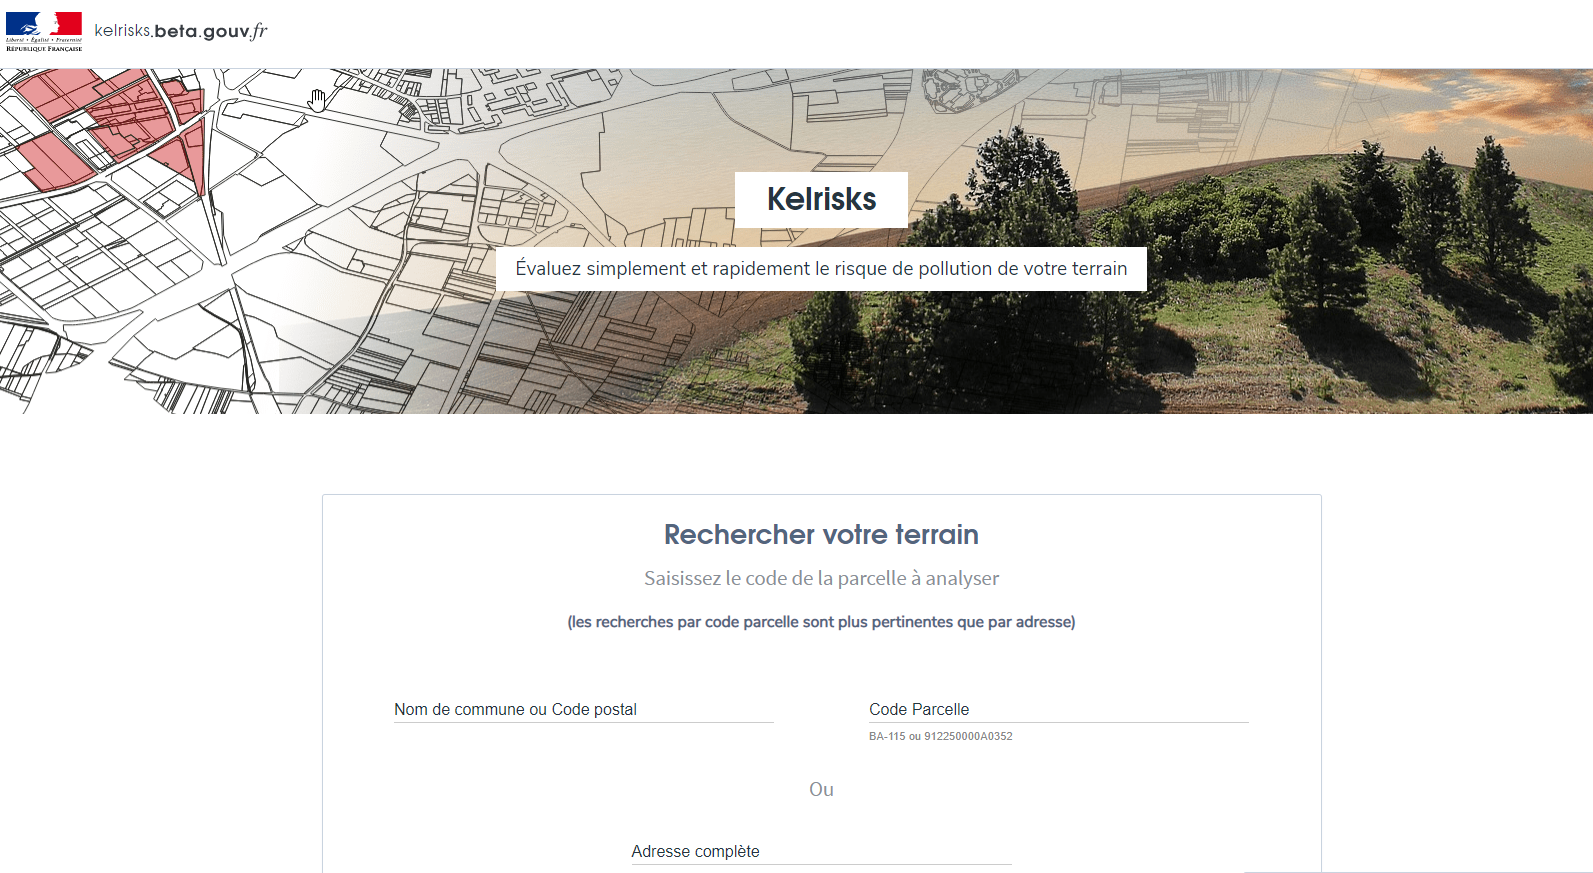 Liberté • Égalité • Fraternité
RÉPUBLIQUE FRANÇAISE
kelrisks.beta.gouv.fr
Kelrisks
Évaluez simplement et rapidement le risque de pollution de votre terrain
Rechercher votre terrain
Saisissez le code de la parcelle à analyser
(les recherches par code parcelle sont plus pertinentes que par adresse)
Nom de commune ou Code postal
Code Parcelle
BA-115 ou 912250000A0352
Ou
Adresse complète